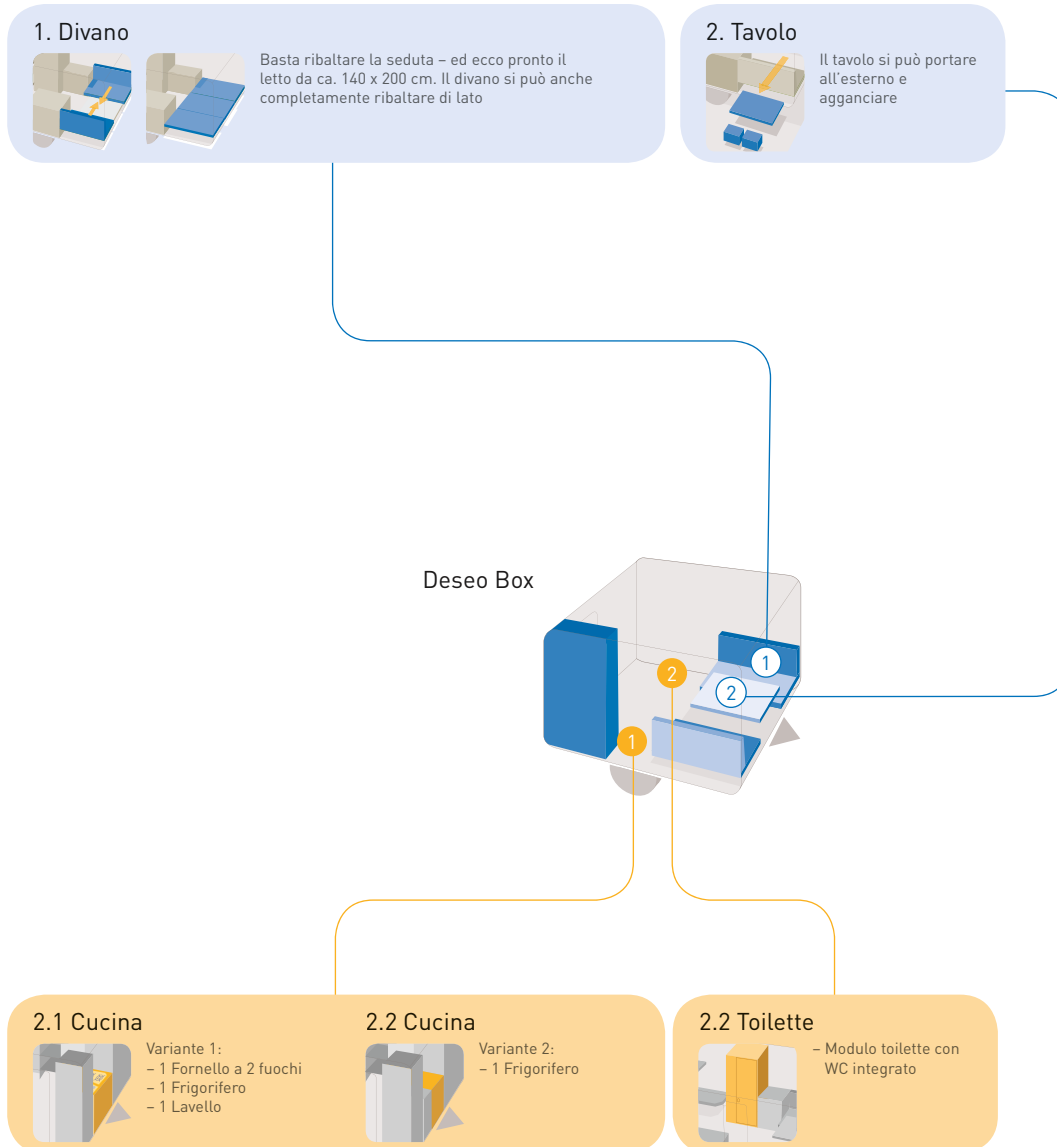 1. Divano
Basta ribaltare la seduta – ed ecco pronto il
letto da ca. 140 x 200 cm. Il divano si può anche
completamente ribaltare di lato
2. Tavolo
Il tavolo si può portare
all'esterno e
agganciare
Deseo Box
1
2
2
1
2.1 Cucina
Variante 1:
– 1 Fornello a 2 fuochi
– 1 Frigorifero
– 1 Lavello
2.2 Cucina
Variante 2:
– 1 Frigorifero
2.2 Toilette
– Modulo toilette con
WC integrato